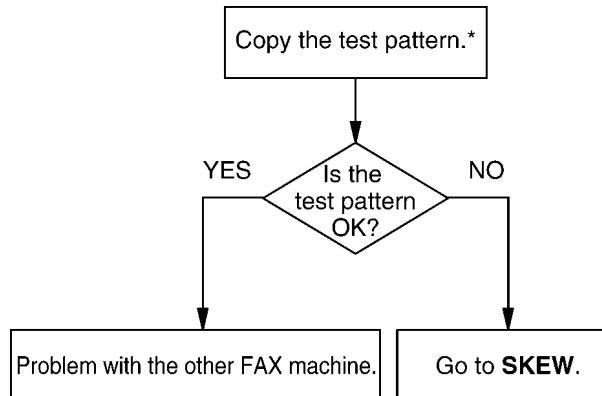 Copy the test pattern.*
YES
NO
Is the
test pattern
OK?
Problem with the other FAX machine.
Go to SKEW.